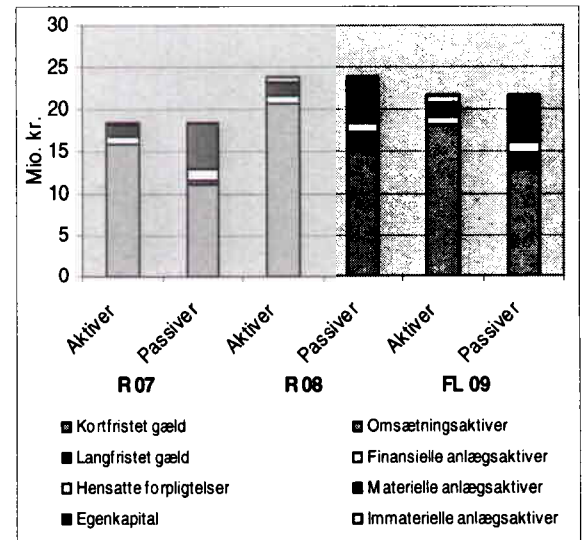 30
25
20
15
10
5
0
Mio. kr.
Aktiver Passiver Aktiver Passiver Aktiver Passiver
R 07 R 08 FL 09
Kortfristet gæld Omsætningsaktiver
Langfristet gæld Finansielle anlægsaktiver
Hensatte forpligtelser Materielle anlægsaktiver
Egenkapital Immaterielle anlægsaktiver